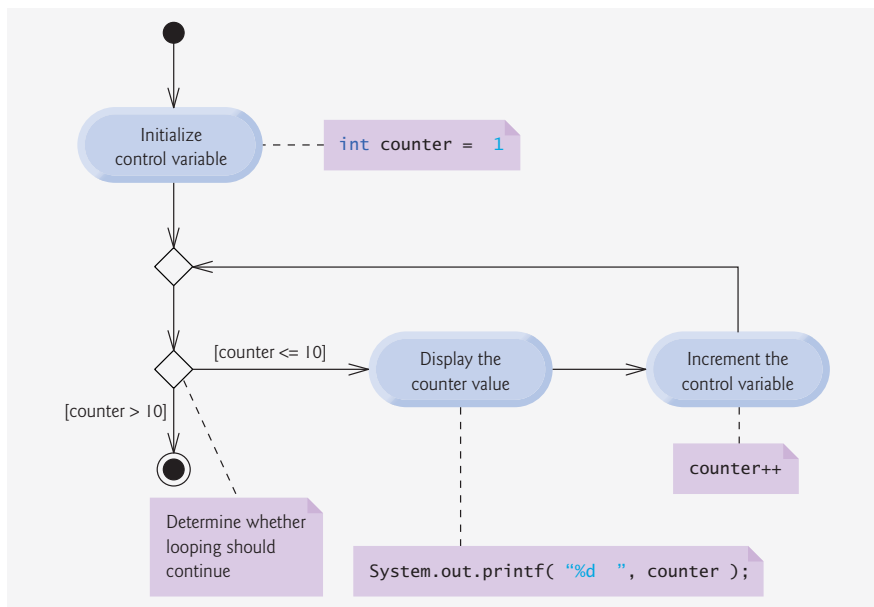 Initialize
control variable
int counter =  1
[counter <= 10]
Display the
counter value
Increment the
control variable
[counter > 10]
counter++
Determine whether
looping should
continue
System.out.printf( “%d  ”, counter );